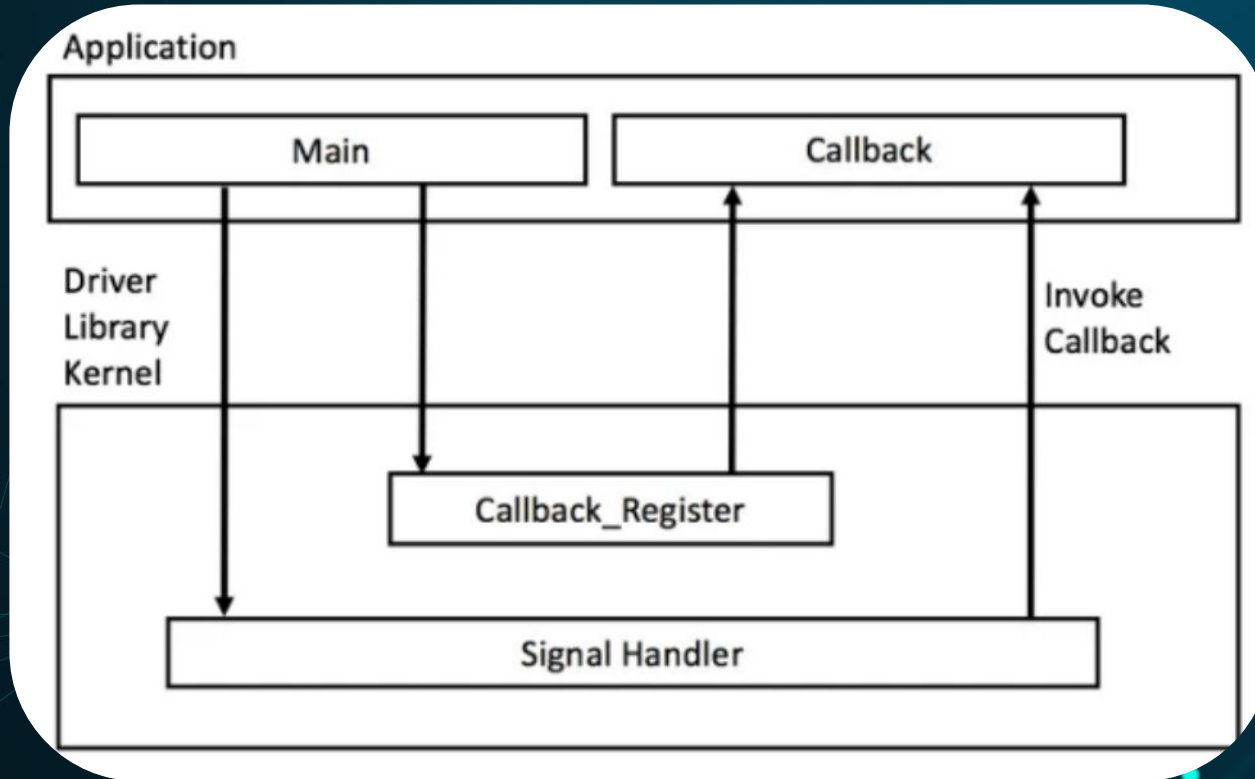 Application
Main
Callback
Driver
Library
Kernel
Invoke
Callback
Callback_Register
Signal Handler